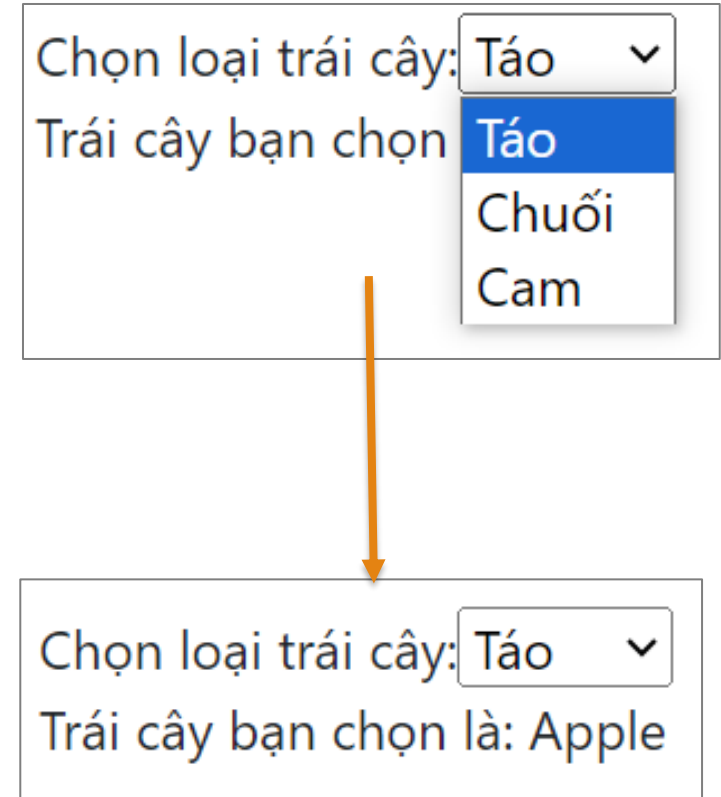 Chọn loại trái cây: Táo
Trái cây bạn chọn Táo
Chuối
Cam
Chọn loại trái cây: Táo
Trái cây bạn chọn là: Apple